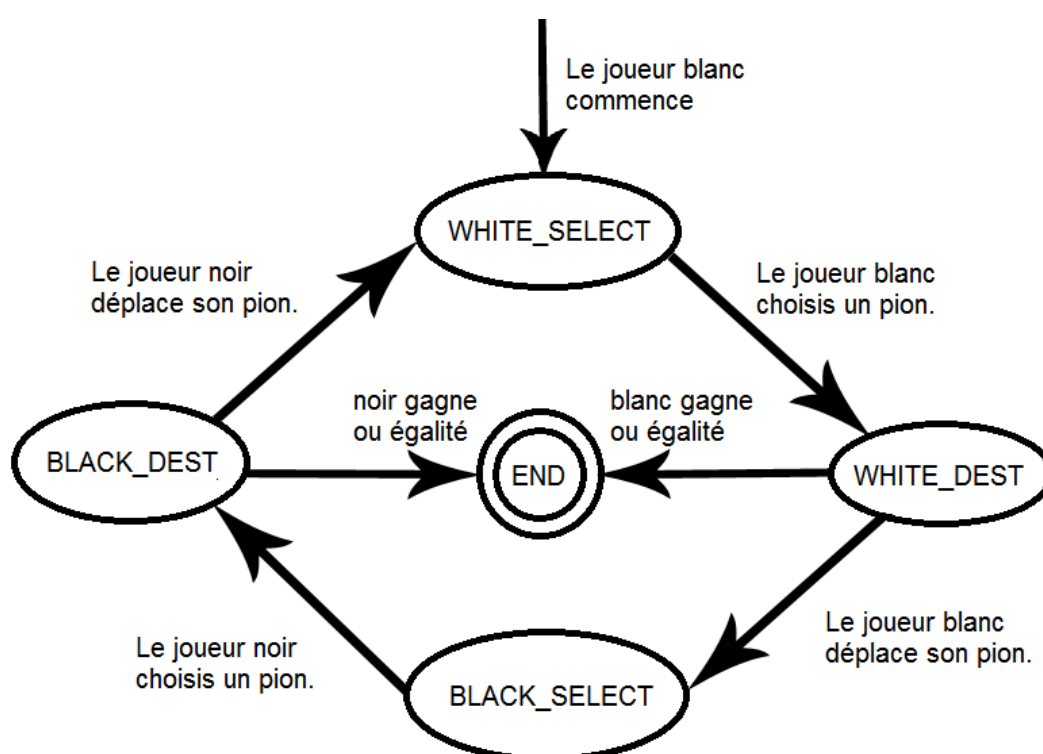 Le joueur blanc
commence
WHITE_SELECT
Le joueur noir
déplace son pion.
Le joueur blanc
choisis un pion.
noir gagne
ou égalité
blanc gagne
ou égalité
BLACK_DEST
END
WHITE_DEST
Le joueur noir
choisis un pion.
Le joueur blanc
déplace son pion.
BLACK_SELECT